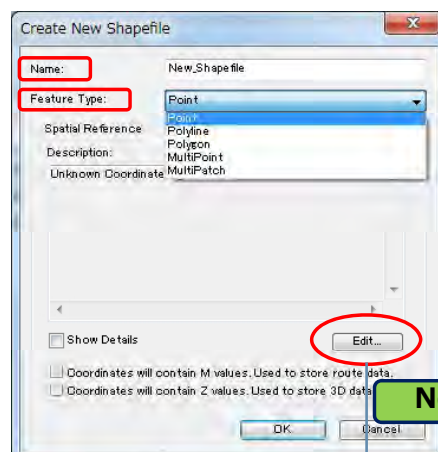 Create New Shapefile
x
Name:
New_Shapefile
Feature Type:
Point
Point
Polyline
Polygon
MultiPoint
MultiPatch
Spatial Reference
Description:
Unknown Coordinate
Show Details
Edit...
Coordinates will contain M values. Used to store route data.
Coordinates will contain Z values. Used to store 3D data
N
OK
Cancel